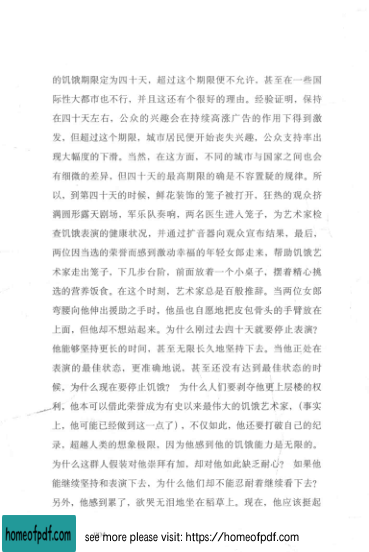 的饥饿期限定为四十天，超过这个期限便不允许，甚至在一些国
际性大都市也不行，并且这还有个很好的理由。经验证明，保持
在四十天左右，公众的兴趣会在持续高涨广告的作用下得到激
发，但超过这个期限，城市居民便开始丧失兴趣，公众支持率出
现大幅度的下滑。当然，在这方面，不同的城市与国家之间也会
有细微的差异，但四十天的最高期限的确是不容置疑的规律。所
以，到第四十天的时候，鲜花装饰的笼子被打开，狂热的观众挤
满圆形露天剧场，军乐队奏响，两名医生进入笼子，为艺术家检
查饥饿表演的健康状况，并通过扩音器向观众宣布结果，最后，
两位因当选的荣誉而感到激动幸福的年轻女郎走来，帮助饥饿艺
术家走出笼子，下几步台阶，前面放着一个小桌子，摆着精心挑
选的营养饭食。在这个时刻，艺术家总是百般推辞。当两位女郎
弯腰向他伸出援助之手时，他虽也自愿地把皮包骨头的手臂放在
上面，但他却不想站起来。为什么刚过去四十天就要停止表演？
他能够坚持更长的时间，甚至无限长久地坚持下去。当他正处在
表演的最佳状态，更准确地说，甚至还没有达到最佳状态的时
候，为什么现在要停止饥饿？ 为什么人们要剥夺他更上层楼的权
利，他本可以借此荣誉成为有史以来最伟大的饥饿艺术家，（事实
上，他可能已经做到这一点了），不仅如此，他还要打破自己的纪
录，超越人类的想象极限，因为他感到他的饥饿能力是无限的。
为什么这群人假装对他崇拜有加，却对他如此缺乏耐心？ 如果他
能继续坚持和表演下去，为什么他们却不能忍耐着继续看下去？
另外，他感到累了，欲哭无泪地坐在稻草上。现在，他应该挺起
homeofpdf.com
see more please visit: https://homeofpdf.com